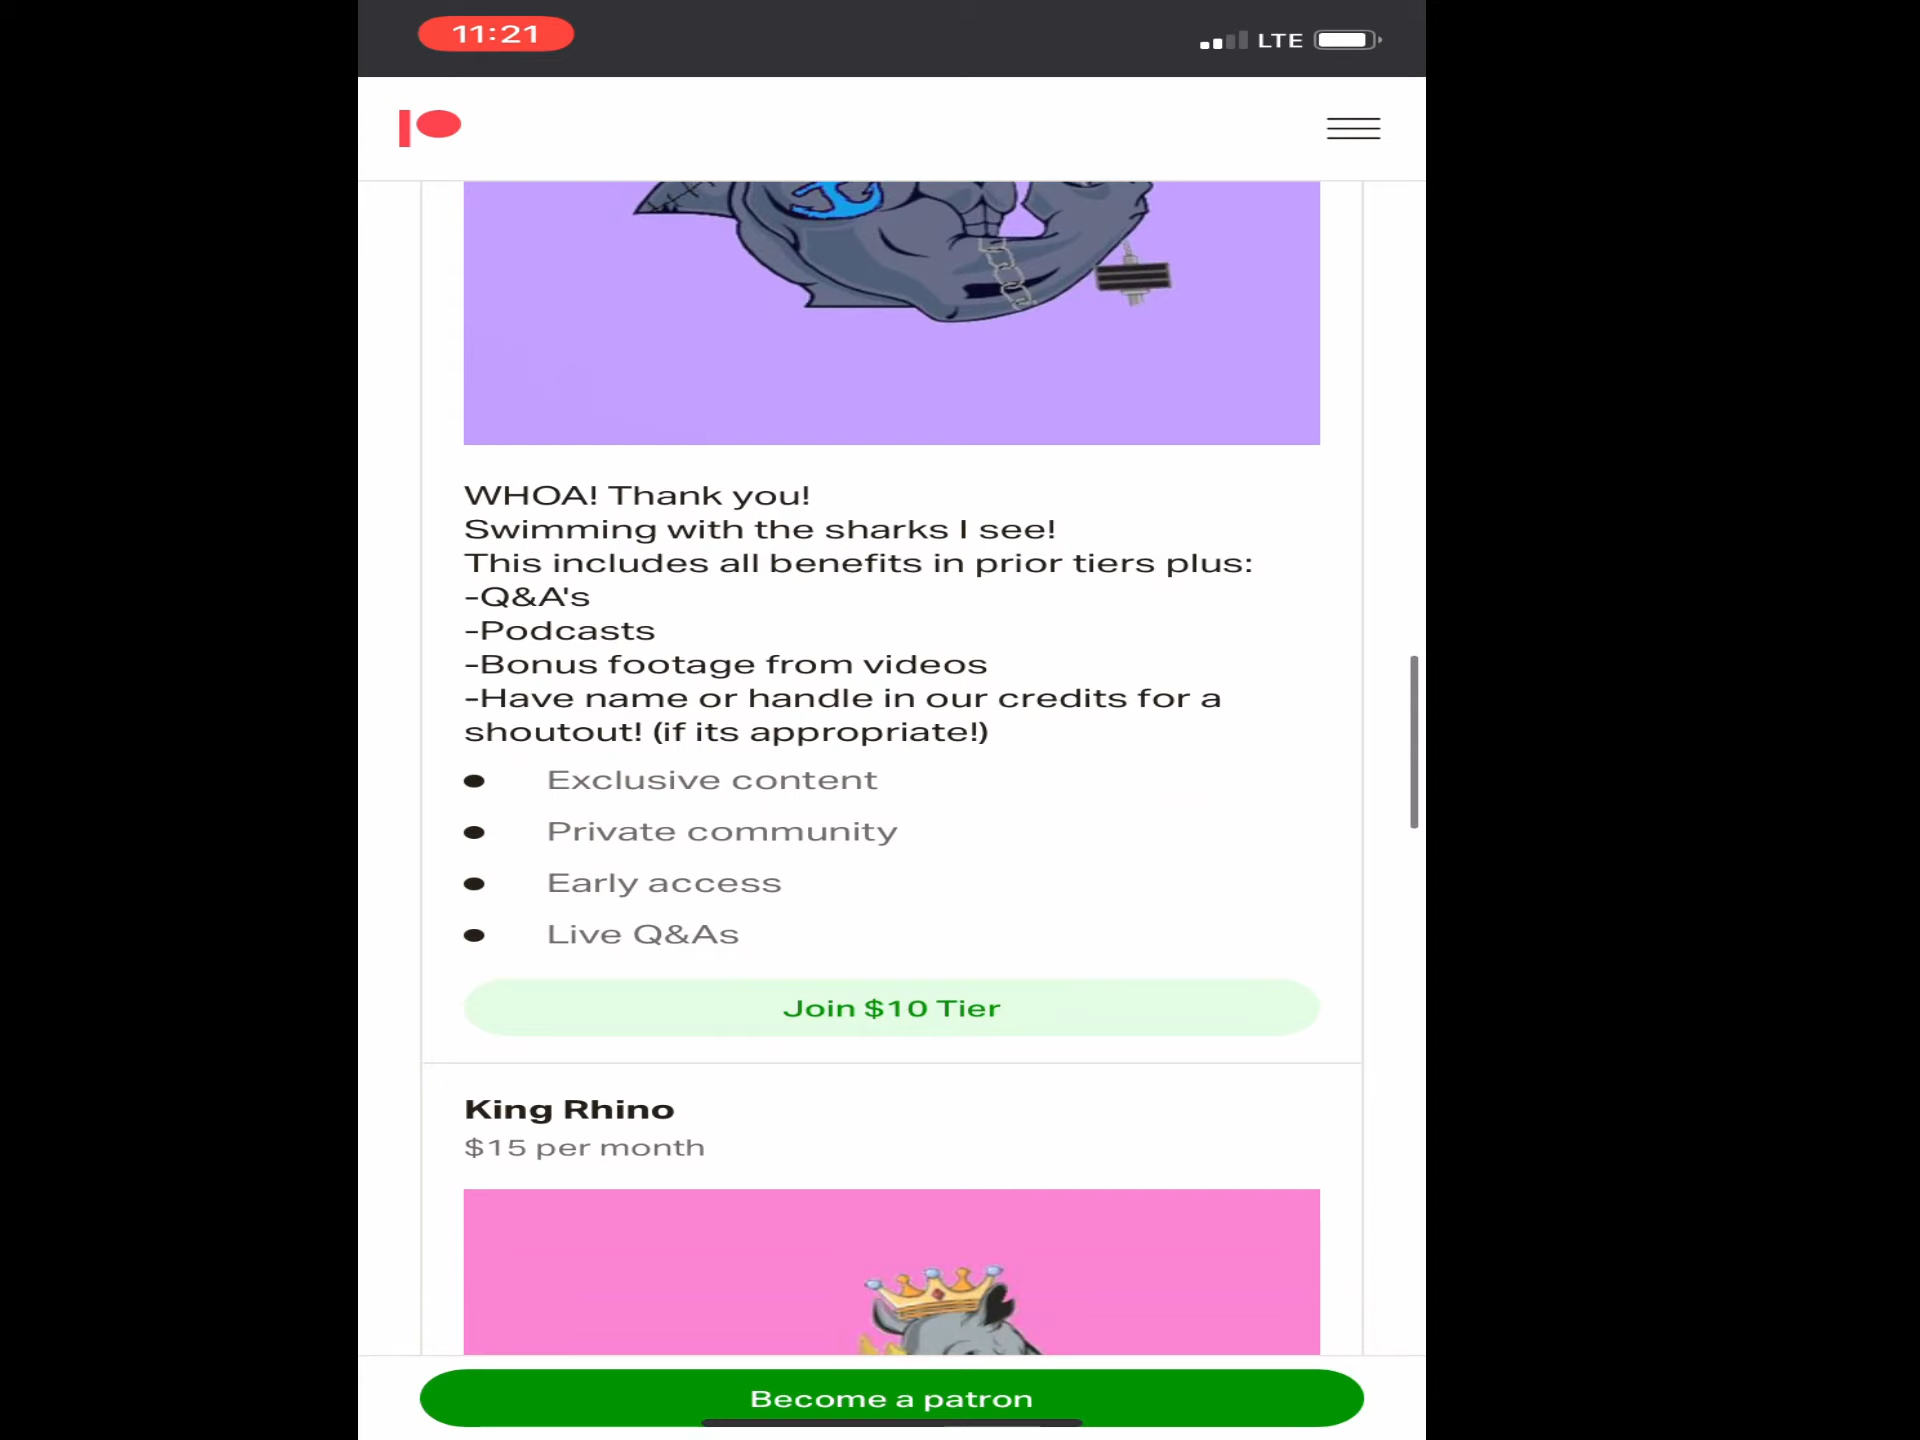 11:21
LTE
WHOA! Thank you!
Swimming with the sharks I see!
This includes all benefits in prior tiers plus:
-Q&A's
-Podcasts
-Bonus footage from videos
-Have name or handle in our credits for a
shoutout! (if its appropriate!)
Exclusive content
Private community
Early access
Live Q&As
Join $10 Tier
King Rhino
$15 per month
Become a patron